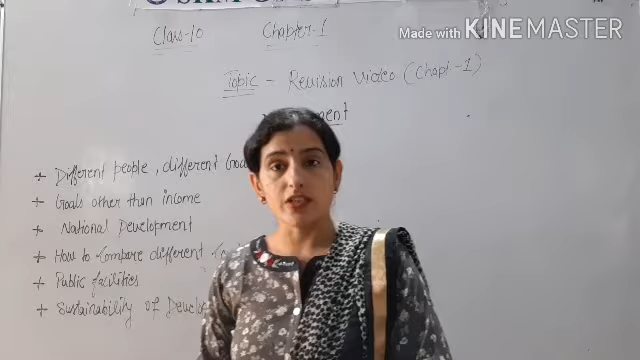 Class-10 Chapter-1
Made with KINEMASTER
Topic - Revision Video (Chapt-1)
÷ Different people, different
÷ Goals other than income
÷ National Development
÷ How to Compare different
÷ Public facilities
÷ Sustainability of